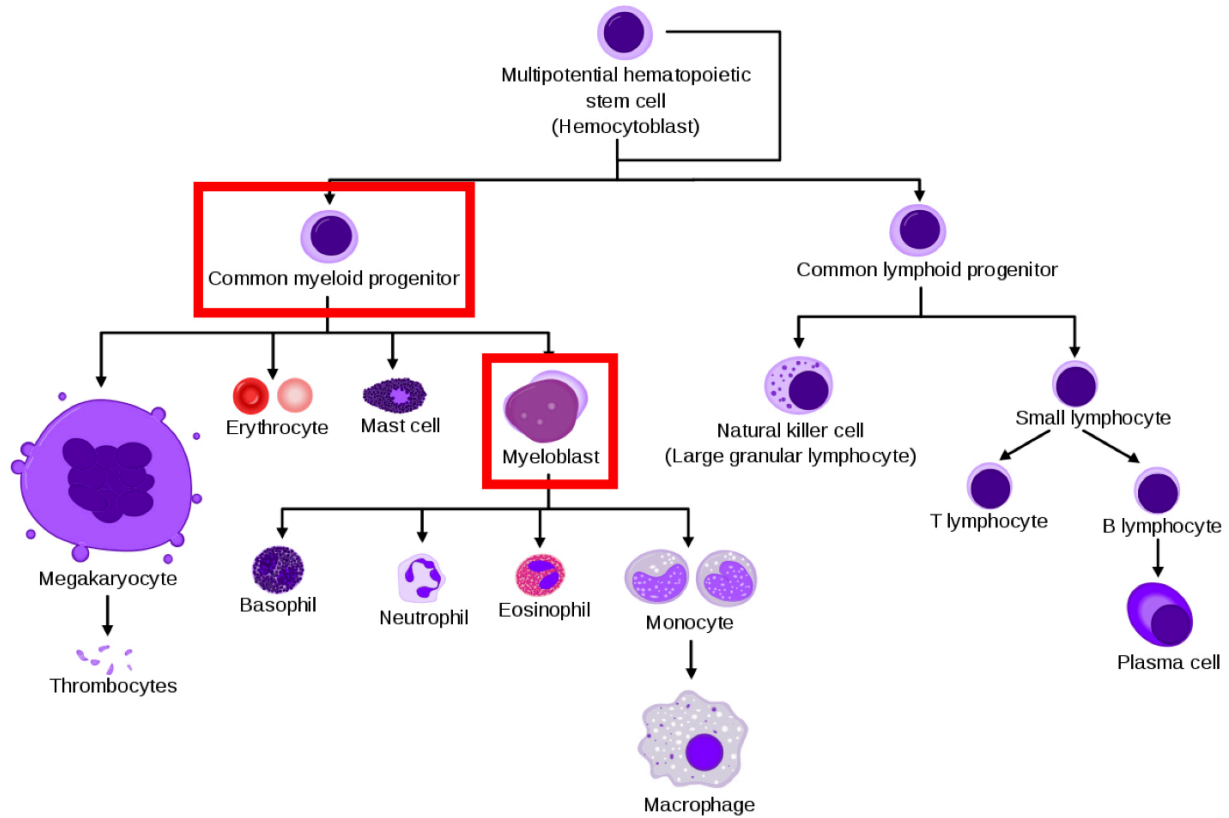 Multipotential hematopoietic
stem cell
(Hemocytoblast)
Common myeloid progenitor
Common lymphoid progenitor
Erythrocyte
Mast cell
Myeloblast
Natural killer cell
(Large granular lymphocyte)
Small lymphocyte
T lymphocyte
B lymphocyte
Megakaryocyte
Basophil
Neutrophil
Eosinophil
Monocyte
Plasma cell
Thrombocytes
Macrophage